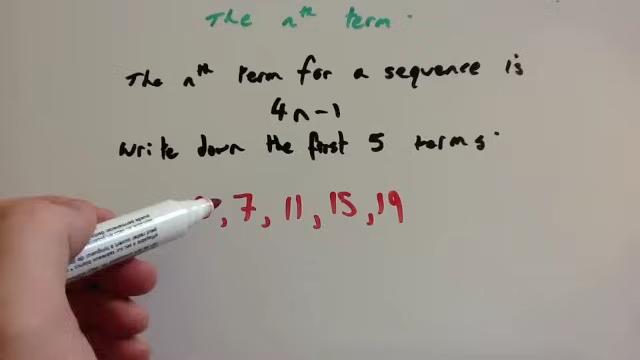 The nth term.
The nth term for a sequence is
4n-1
write down the first 5 terms.
, 7, 11, 15, 19